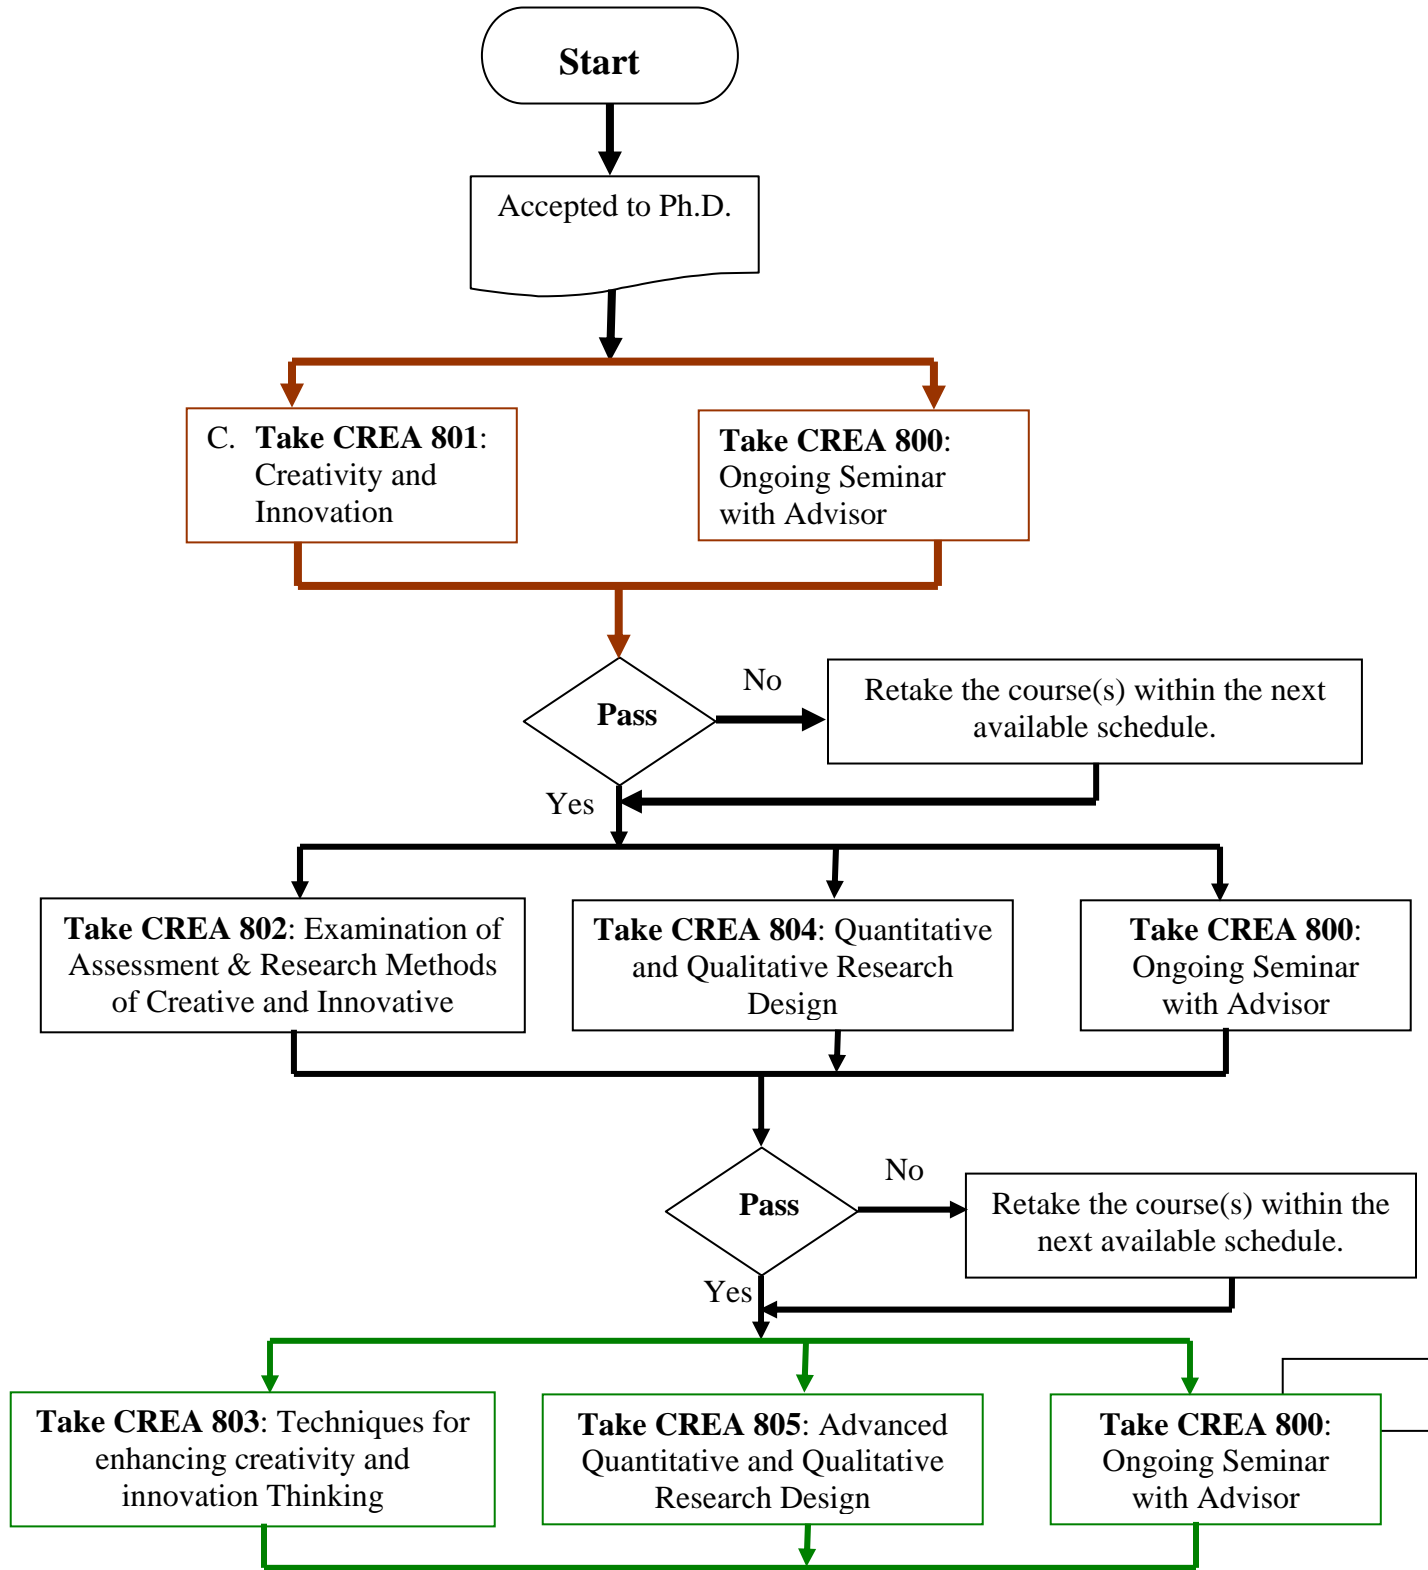 Start
Accepted to Ph.D.
C. Take CREA 801:
Creativity and
Innovation
Take CREA 800:
Ongoing Seminar
with Advisor
Pass
No
Retake the course(s) within the next
available schedule.
Yes
Take CREA 802: Examination of
Assessment & Research Methods
of Creative and Innovative
Take CREA 804: Quantitative
and Qualitative Research
Design
Take CREA 800:
Ongoing Seminar
with Advisor
Pass
No
Retake the course(s) within the
next available schedule.
Yes
Take CREA 803: Techniques for
enhancing creativity and
innovation Thinking
Take CREA 805: Advanced
Quantitative and Qualitative
Research Design
Take CREA 800:
Ongoing Seminar
with Advisor